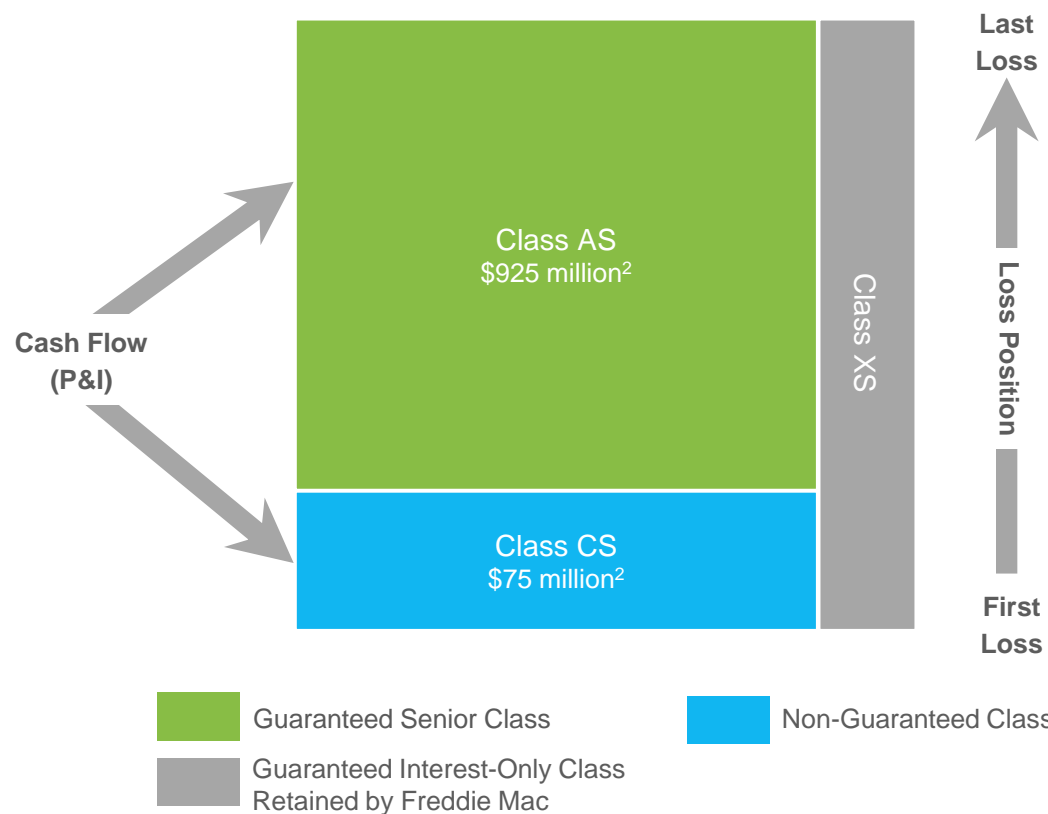 Last
Loss
Class AS
$925 million²
Class XS
Loss Position
Cash Flow
(P&I)
Class CS
$75 million²
First
Loss
Guaranteed Senior Class
Non-Guaranteed Class
Guaranteed Interest-Only Class
Retained by Freddie Mac